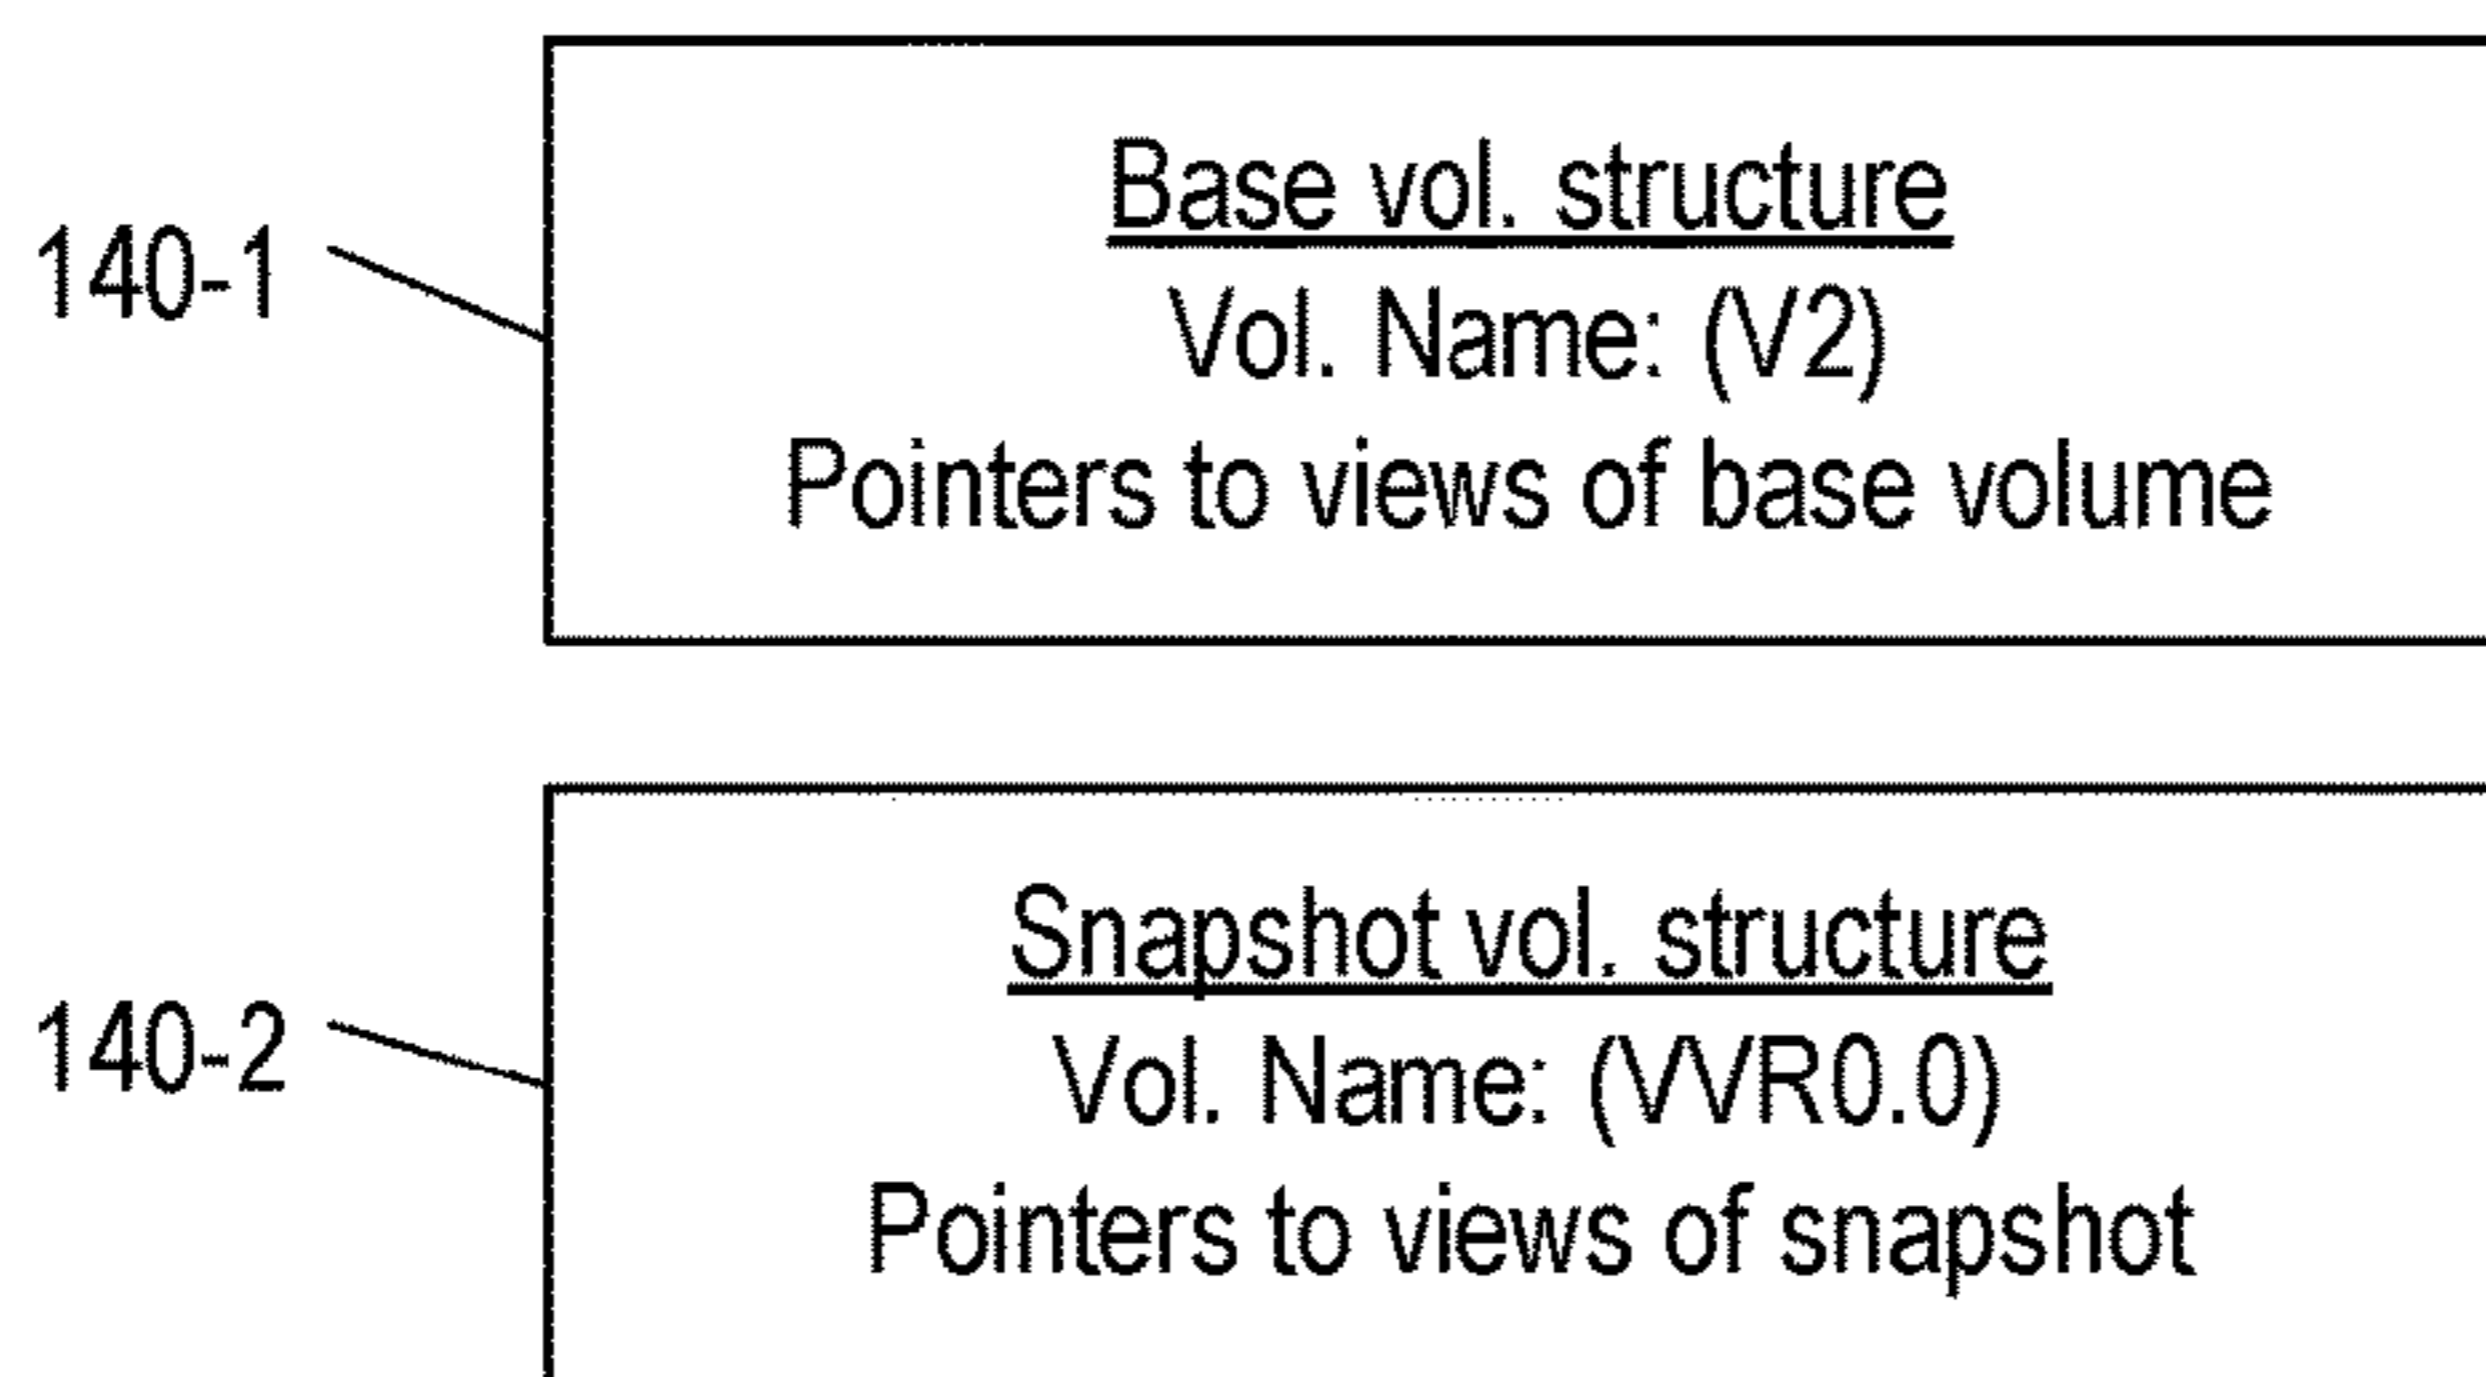 Base vol. structure
140-1
Vol. Name: (V2)
Pointers to views of base volume
Snapshot vol. structure
140-2
Vol. Name: (VVR0.0)
Pointers to views of snapshot